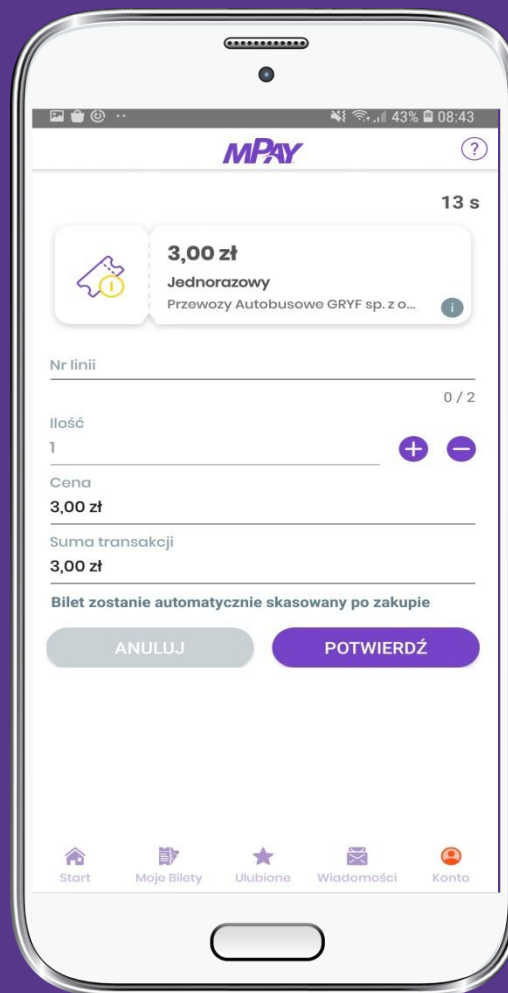 43% 08:43
mPAY
?
13 s
3,00 zł
Jednorazowy
Przewozy Autobusowe GRYF sp. z o...
i
Nr linii
0 / 2
Ilość
1
Cena
3,00 zł
Suma transakcji
3,00 zł
Bilet zostanie automatycznie skasowany po zakupie
ANULUJ POTWIERDŹ
Start Moje Bilety Ulubione Wiadomości Konto